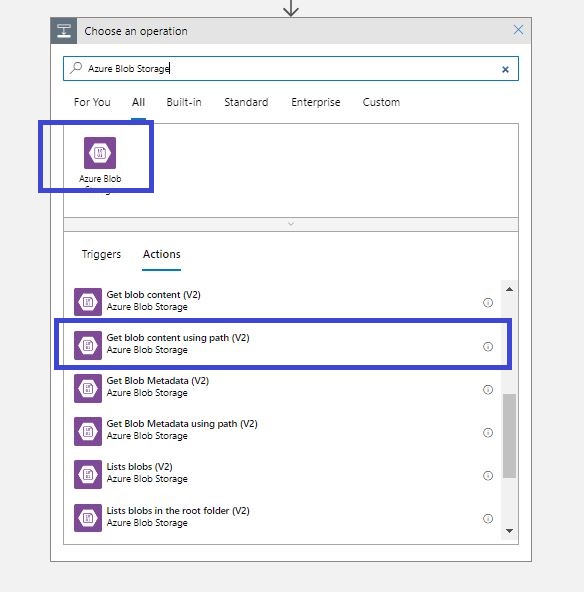 Choose an operation
Azure Blob Storage
For You All Built-in Standard Enterprise Custom
Azure Blob
Triggers Actions
Get blob content (V2)
Azure Blob Storage
Get blob content using path (V2)
Azure Blob Storage
Get Blob Metadata (V2)
Azure Blob Storage
Get Blob Metadata using path (V2)
Azure Blob Storage
Lists blobs (V2)
Azure Blob Storage
Lists blobs in the root folder (V2)
Azure Blob Storage